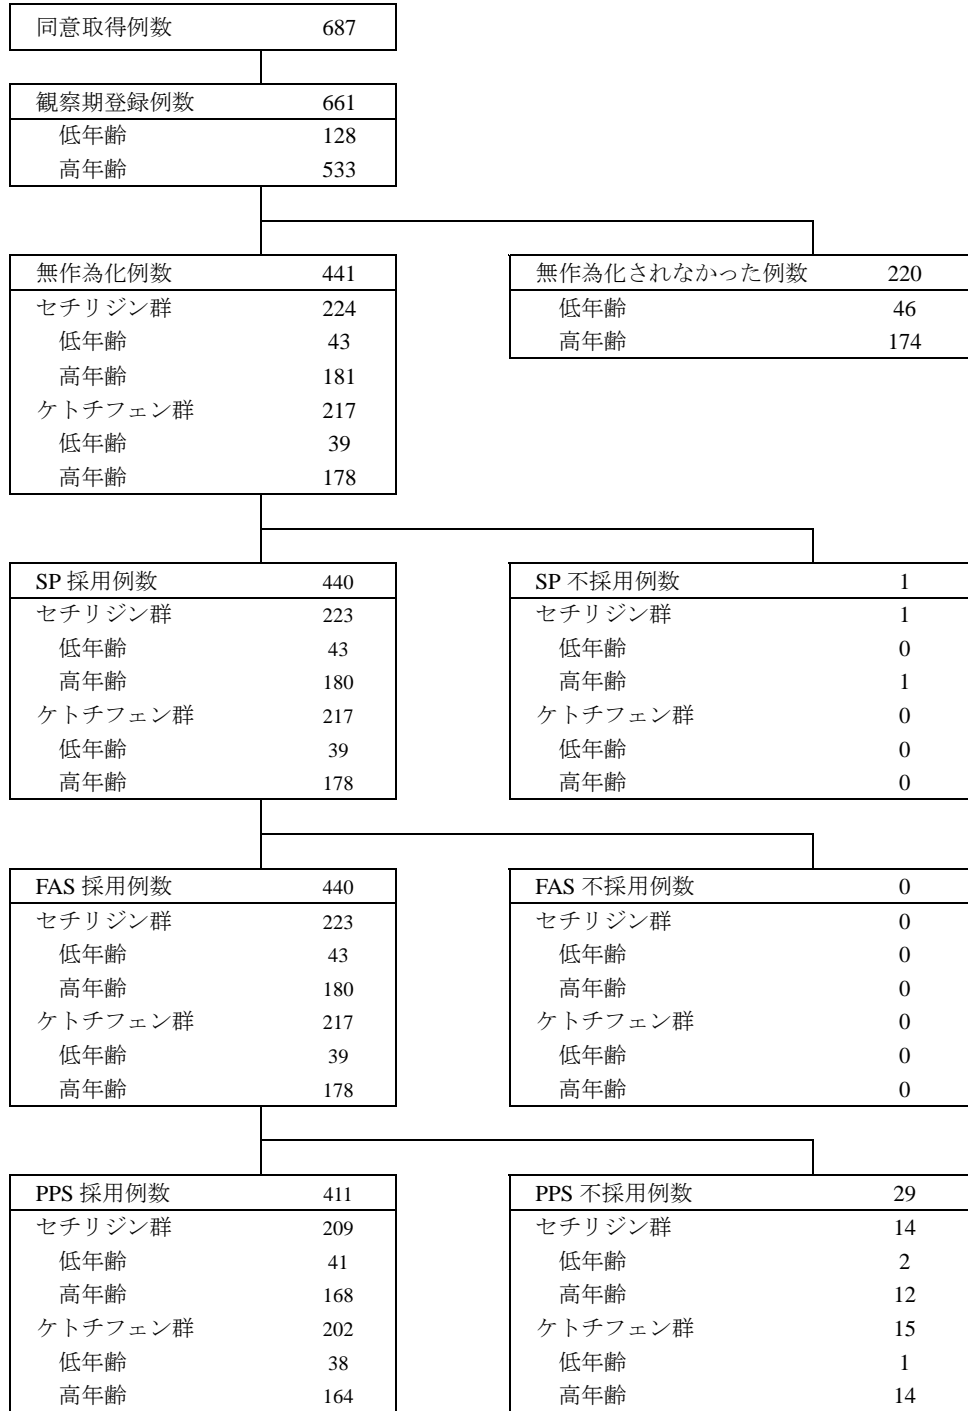 同意取得例数 687
観察期登録例数 661
低年齢 128
高年齢 533
無作為化例数 441
セチリジン群 224
低年齢 43
高年齢 181
ケトチフェン群 217
低年齢 39
高年齢 178
無作為化されなかった例数 220
低年齢 46
高年齢 174
SP 採用例数 440
セチリジン群 223
低年齢 43
高年齢 180
ケトチフェン群 217
低年齢 39
高年齢 178
SP 不採用例数 1
セチリジン群 1
低年齢 0
高年齢 1
ケトチフェン群 0
低年齢 0
高年齢 0
FAS 採用例数 440
セチリジン群 223
低年齢 43
高年齢 180
ケトチフェン群 217
低年齢 39
高年齢 178
FAS 不採用例数 0
セチリジン群 0
低年齢 0
高年齢 0
ケトチフェン群 0
低年齢 0
高年齢 0
PPS 採用例数 411
セチリジン群 209
低年齢 41
高年齢 168
ケトチフェン群 202
低年齢 38
高年齢 164
PPS 不採用例数 29
セチリジン群 14
低年齢 2
高年齢 12
ケトチフェン群 15
低年齢 1
高年齢 14